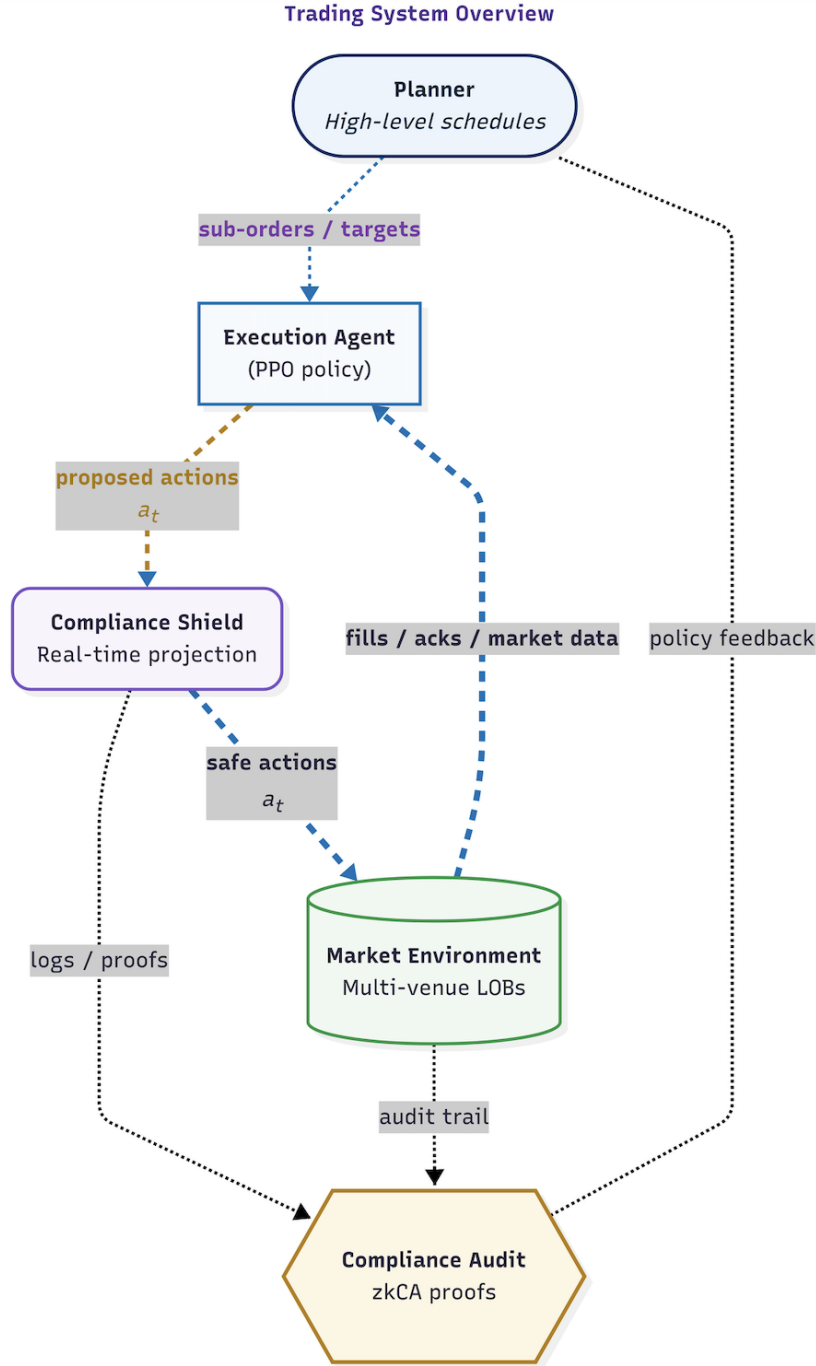 Trading System Overview
Planner
High-level schedules
sub-orders / targets
Execution Agent
(PPO policy)
proposed actions
a_t
Compliance Shield
Real-time projection
fills / acks / market data
policy feedback
safe actions
a_t
logs / proofs
Market Environment
Multi-venue LOBs
audit trail
Compliance Audit
zkCA proofs